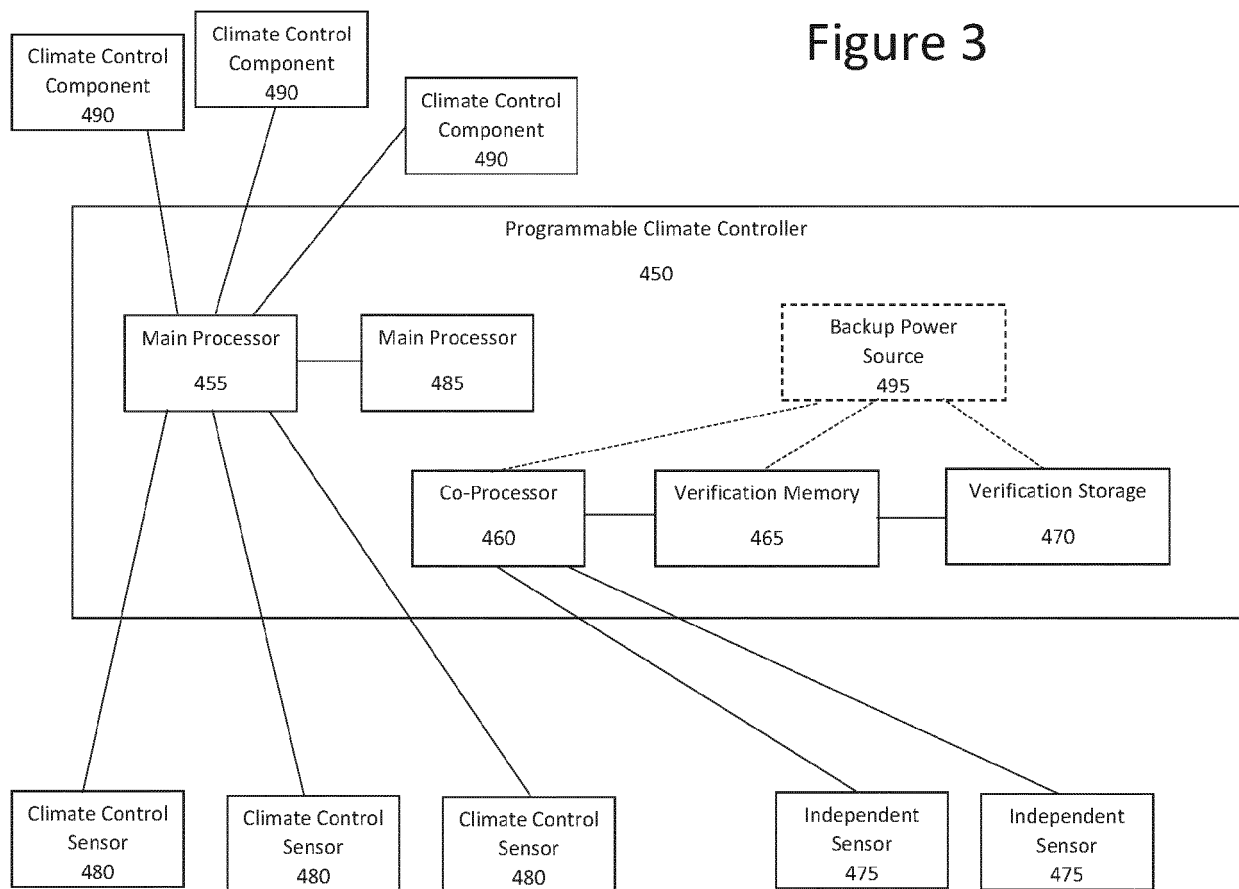 Figure 3
Climate Control
Component
490
Climate Control
Component
490
Climate Control
Component
490
Programmable Climate Controller
450
Main Processor
455
Main Processor
485
Backup Power
Source
495
Co-Processor
460
Verification Memory
465
Verification Storage
470
Climate Control
Sensor
480
Climate Control
Sensor
480
Climate Control
Sensor
480
Independent
Sensor
475
Independent
Sensor
475